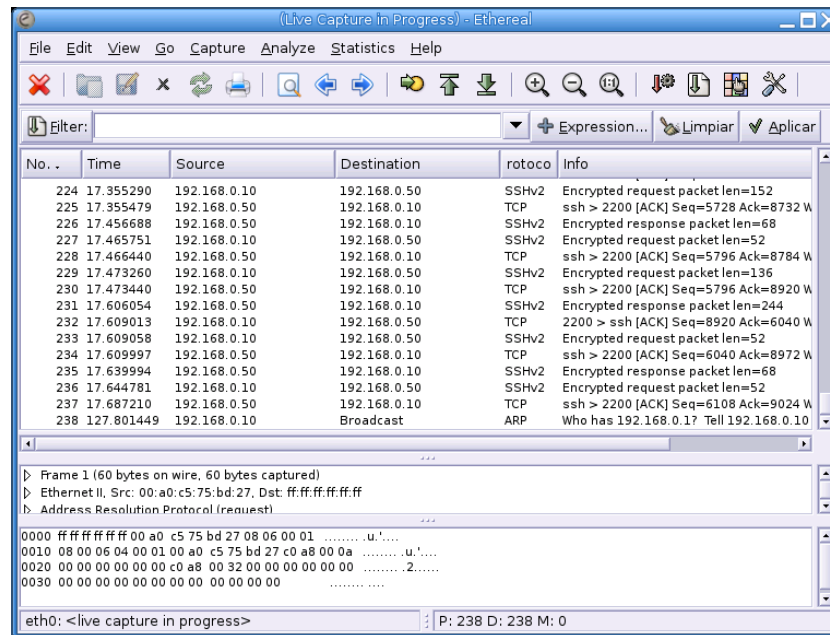 (Live Capture in Progress) - Ethereal
File Edit View Go Capture Analyze Statistics Help
Filter: Expression... Limpiar Aplicar
No. . Time Source Destination rotoco Info
224 17.355290 192.168.0.10 192.168.0.50 SSHv2 Encrypted request packet len=152
225 17.355479 192.168.0.50 192.168.0.10 TCP ssh > 2200 [ACK] Seq=5728 Ack=8732 W
226 17.456688 192.168.0.50 192.168.0.10 SSHv2 Encrypted response packet len=68
227 17.465751 192.168.0.10 192.168.0.50 SSHv2 Encrypted request packet len=52
228 17.466440 192.168.0.50 192.168.0.10 TCP ssh > 2200 [ACK] Seq=5796 Ack=8784 W
229 17.473260 192.168.0.10 192.168.0.50 SSHv2 Encrypted request packet len=136
230 17.473440 192.168.0.50 192.168.0.10 TCP ssh > 2200 [ACK] Seq=5796 Ack=8920 W
231 17.606054 192.168.0.50 192.168.0.10 SSHv2 Encrypted response packet len=244
232 17.609013 192.168.0.10 192.168.0.50 TCP 2200 > ssh [ACK] Seq=8920 Ack=6040 W
233 17.609058 192.168.0.10 192.168.0.50 SSHv2 Encrypted request packet len=52
234 17.609997 192.168.0.50 192.168.0.10 TCP ssh > 2200 [ACK] Seq=6040 Ack=8972 W
235 17.639994 192.168.0.50 192.168.0.10 SSHv2 Encrypted response packet len=68
236 17.644781 192.168.0.10 192.168.0.50 SSHv2 Encrypted request packet len=52
237 17.687210 192.168.0.50 192.168.0.10 TCP ssh > 2200 [ACK] Seq=6108 Ack=9024 W
238 127.801449 192.168.0.10 Broadcast ARP Who has 192.168.0.1? Tell 192.168.0.10
Frame 1 (60 bytes on wire, 60 bytes captured)
Ethernet II, Src: 00:a0:c5:75:bd:27, Dst: ff:ff:ff:ff:ff:ff
Address Resolution Protocol (request)
0000 ff ff ff ff ff ff 00 a0 c5 75 bd 27 08 06 00 01 ........ .u.'....
0010 08 00 06 04 00 01 00 a0 c5 75 bd 27 c0 a8 00 0a ........ .u.'....
0020 00 00 00 00 00 00 c0 a8 00 32 00 00 00 00 00 00 ........ .2......
0030 00 00 00 00 00 00 00 00 00 00 00 00 ........ ....
eth0: <live capture in progress> P: 238 D: 238 M: 0